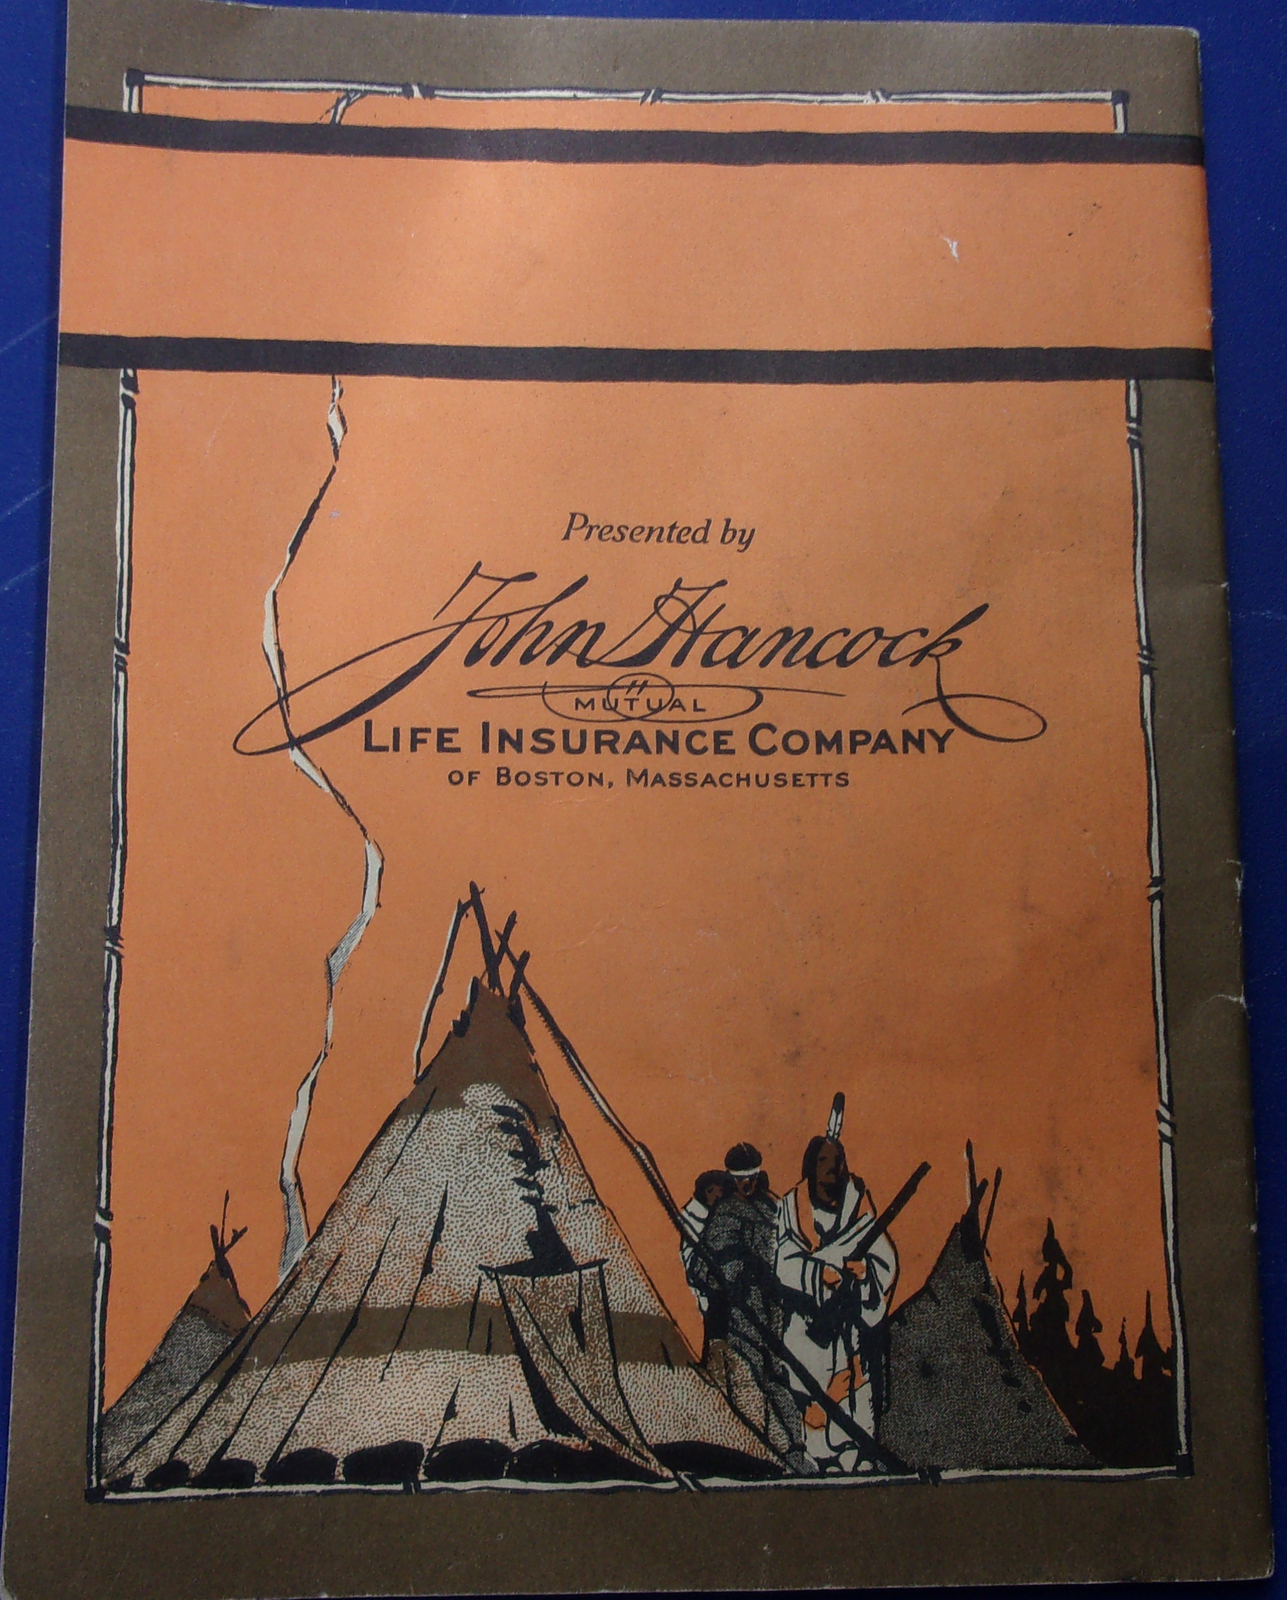 Presented by
John Hancock
MUTUAL
LIFE INSURANCE COMPANY
OF BOSTON, MASSACHUSETTS